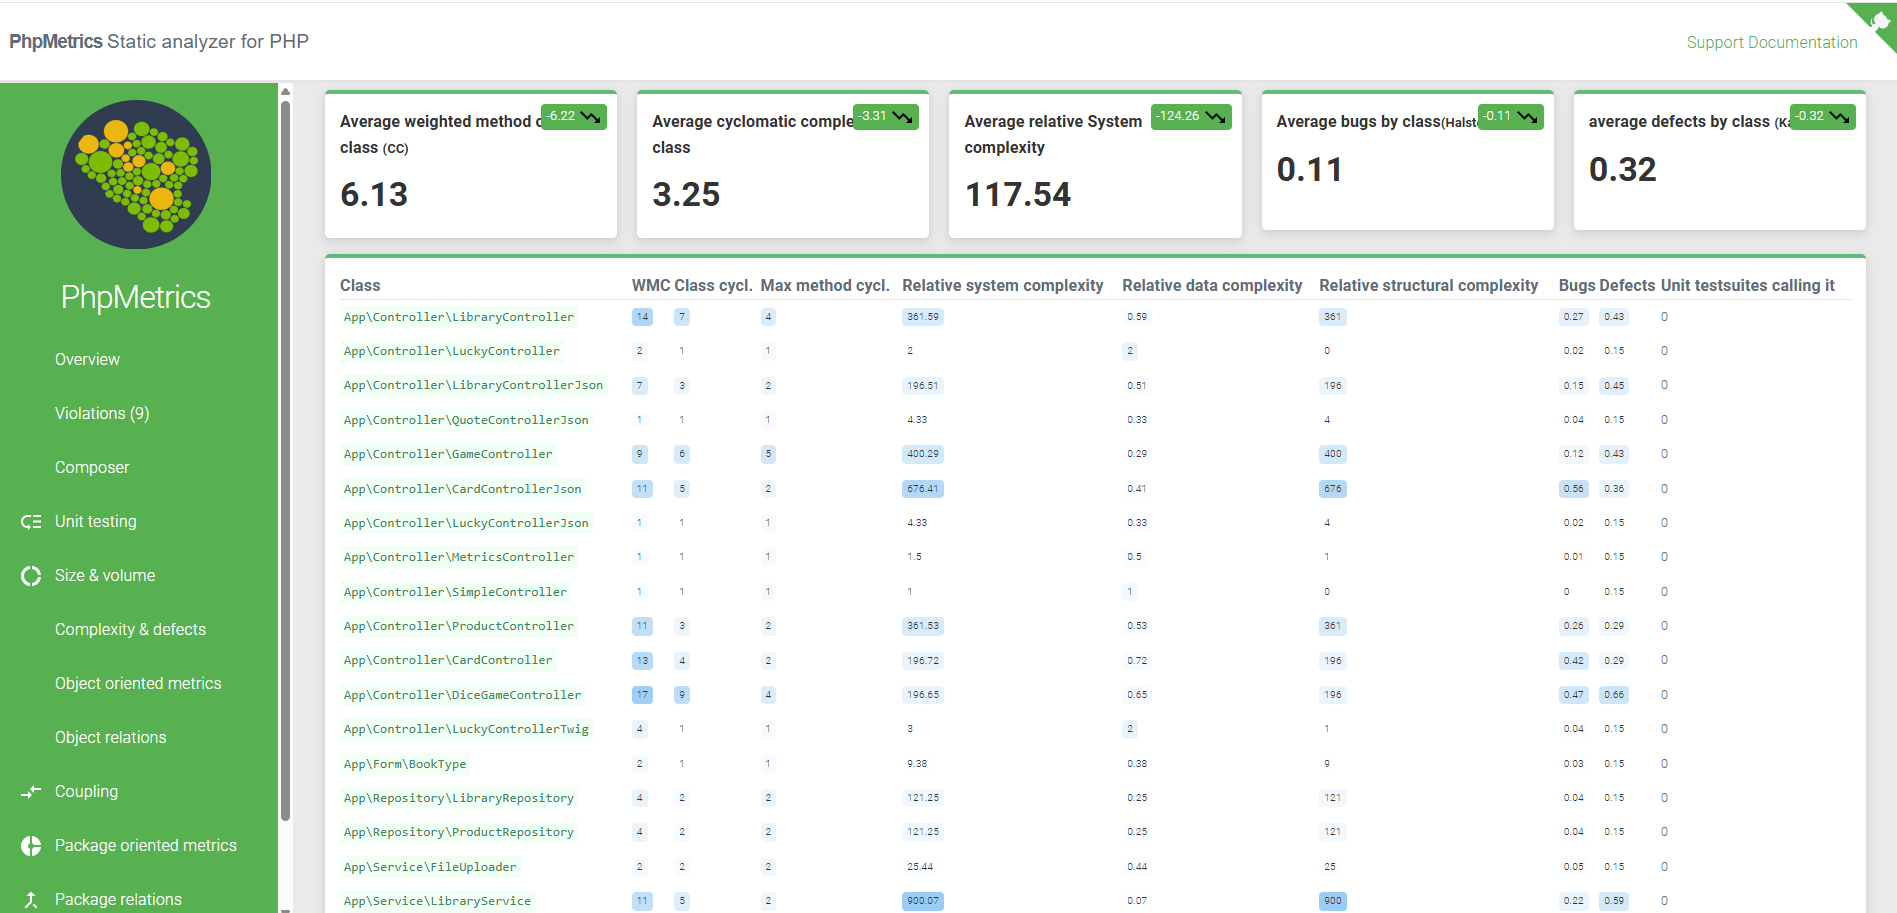 PhpMetrics Static analyzer for PHP
Support Documentation
PhpMetrics
Overview
Violations (9)
Composer
Unit testing
Size & volume
Complexity & defects
Object oriented metrics
Object relations
Coupling
Package oriented metrics
Package relations
Average weighted method c -6.22
class (CC)
6.13
Average cyclomatic comple -3.31
class
3.25
Average relative System -124.26
complexity
117.54
Average bugs by class(Halst -0.11
0.11
average defects by class (Ka -0.32
0.32
Class WMC Class cycl. Max method cycl. Relative system complexity Relative data complexity Relative structural complexity Bugs Defects Unit testsuites calling it
App\Controller\LibraryController 14 7 4 361.59 0.59 361 0.27 0.43 0
App\Controller\LuckyController 2 1 1 2 2 0 0.02 0.15 0
App\Controller\LibraryControllerJson 7 3 2 196.51 0.51 196 0.15 0.45 0
App\Controller\QuoteControllerJson 1 1 1 4.33 0.33 4 0.04 0.15 0
App\Controller\GameController 9 6 5 400.29 0.29 400 0.12 0.43 0
App\Controller\CardControllerJson 11 5 2 676.41 0.41 676 0.56 0.36 0
App\Controller\LuckyControllerJson 1 1 1 4.33 0.33 4 0.02 0.15 0
App\Controller\MetricsController 1 1 1 1.5 0.5 1 0.01 0.15 0
App\Controller\SimpleController 1 1 1 1 1 0 0 0.15 0
App\Controller\ProductController 11 3 2 361.53 0.53 361 0.26 0.29 0
App\Controller\CardController 13 4 2 196.72 0.72 196 0.42 0.29 0
App\Controller\DiceGameController 17 9 4 196.65 0.65 196 0.47 0.66 0
App\Controller\LuckyControllerTwig 4 1 1 3 2 1 0.04 0.15 0
App\Form\BookType 2 1 1 9.38 0.38 9 0.03 0.15 0
App\Repository\LibraryRepository 4 2 2 121.25 0.25 121 0.04 0.15 0
App\Repository\ProductRepository 4 2 2 121.25 0.25 121 0.04 0.15 0
App\Service\FileUploader 2 2 2 25.44 0.44 25 0.05 0.15 0
App\Service\LibraryService 11 5 2 900.07 0.07 900 0.22 0.59 0